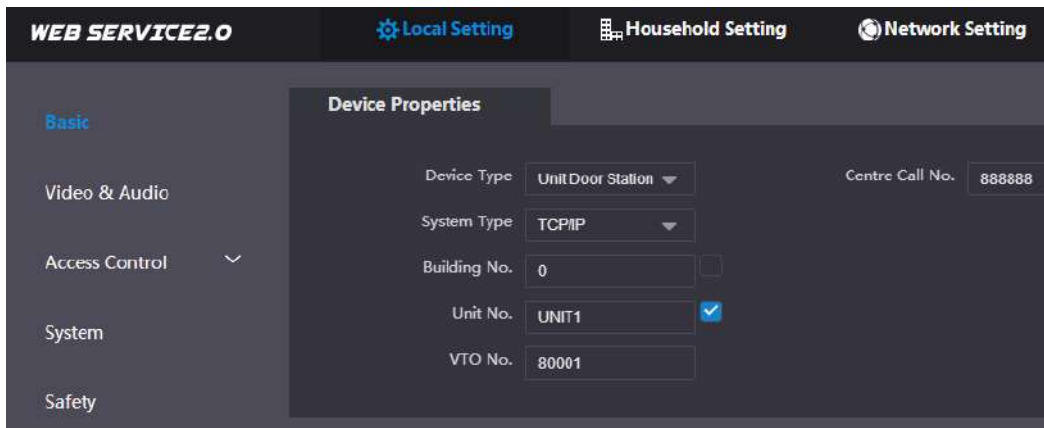 WEB SERVICE2.0 Local Setting Household Setting Network Setting
Basic
Video & Audio
Access Control
System
Safety
Device Properties
Device Type Unit Door Station Centre Call No. 888888
System Type TCP/IP
Building No. 0
Unit No. UNIT1
VTO No. 80001